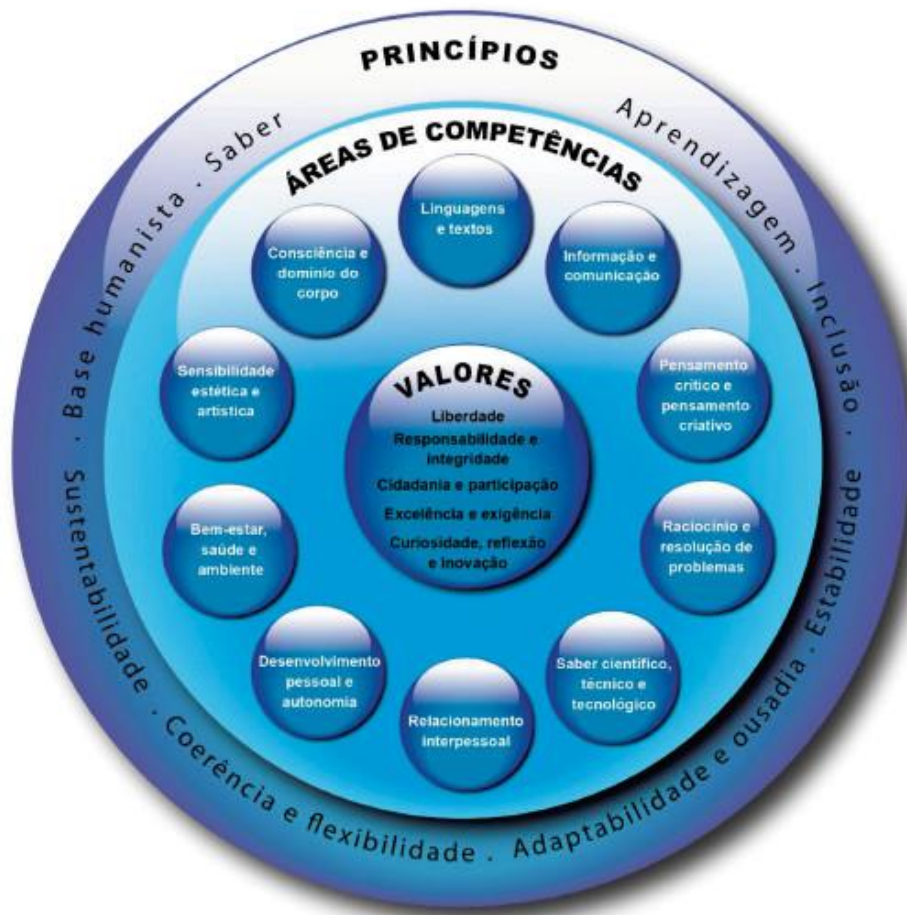 PRINCÍPIOS
Base humanista . Saber
Aprendizagem . Inclusão .
Estabilidade
Adaptabilidade e ousadia .
Coerência e flexibilidade .
Sustentabilidade .
ÁREAS DE COMPETÊNCIAS
Linguagens
e textos
Informação e
comunicação
Pensamento
crítico e
pensamento
criativo
Raciocínio e
resolução de
problemas
Saber científico,
técnico e
tecnológico
Relacionamento
interpessoal
Desenvolvimento
pessoal e
autonomia
Bem-estar,
saúde e
ambiente
Sensibilidade
estética e
artística
Consciência e
domínio do
corpo
VALORES
Liberdade
Responsabilidade e
integridade
Cidadania e participação
Excelência e exigência
Curiosidade, reflexão
e inovação